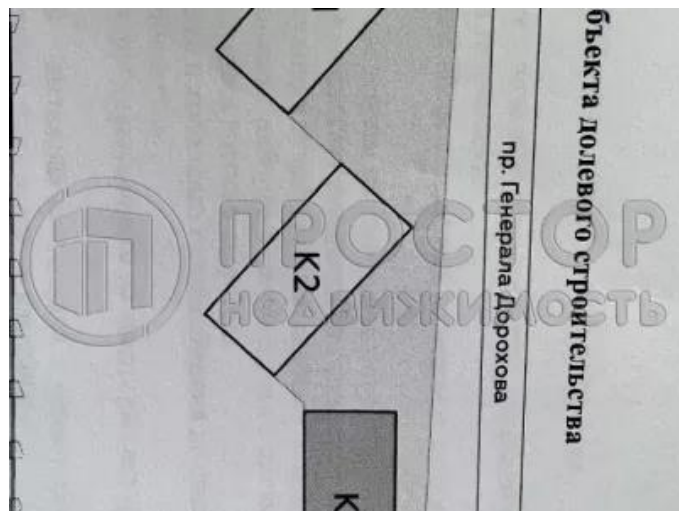 бъекта долевого строительства
пр. Генерала Дорохова
К2
К
ПРОСТОР
недвижимость